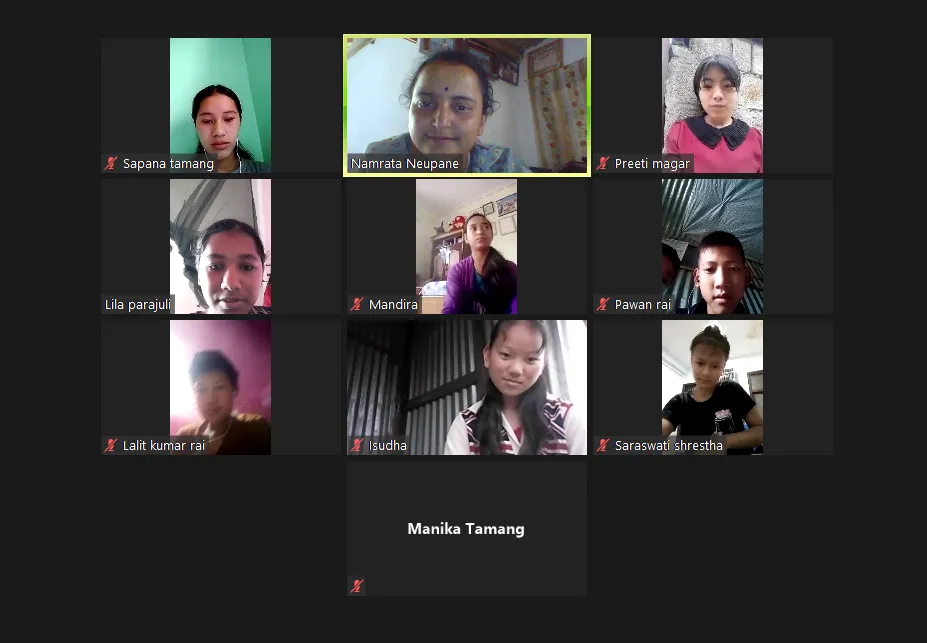 Sapana tamang
Namrata Neupane
Preeti magar
Lila parajuli
Mandira
Pawan rai
Lalit kumar rai
Isudha
Saraswati shrestha
Manika Tamang